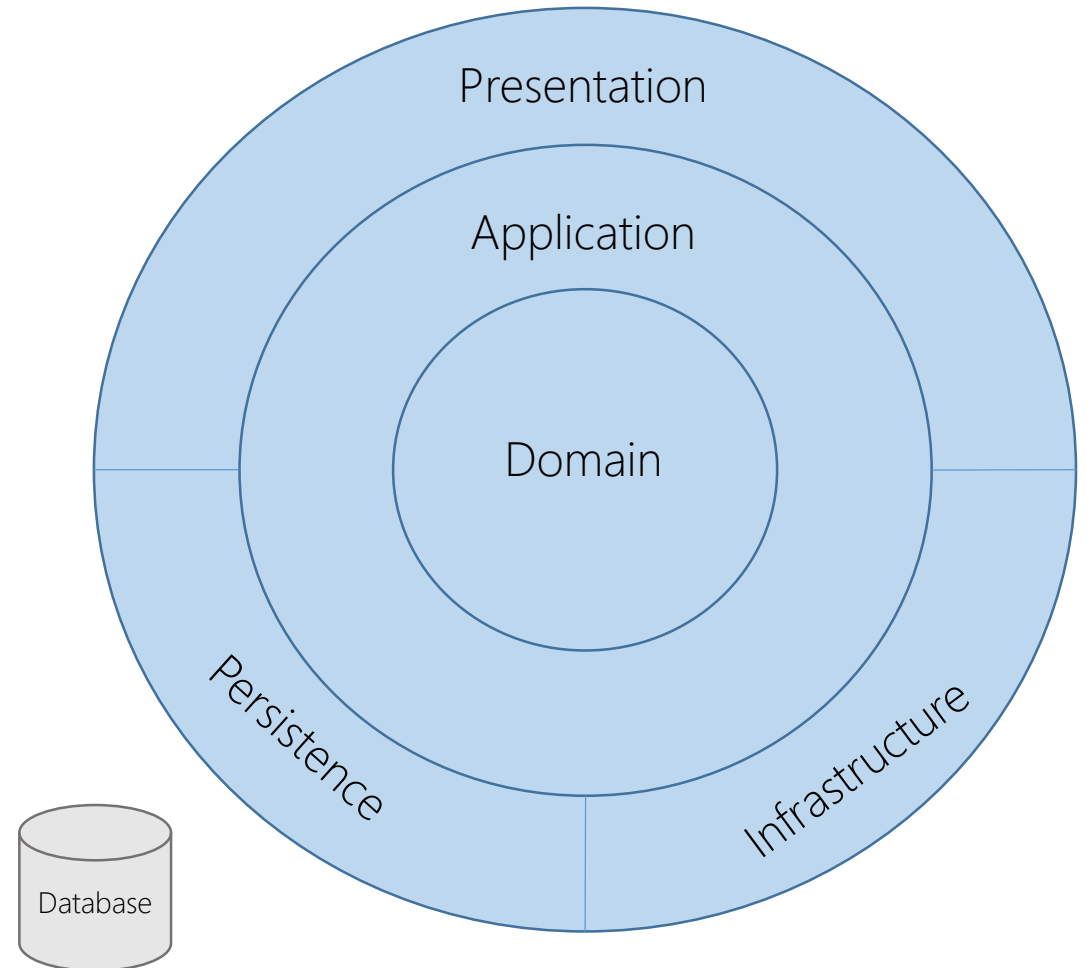 Presentation
Application
Domain
Persistence
Infrastructure
Database